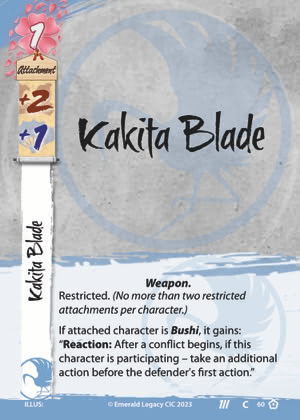 1
Attachment
+2
+1
Kakita Blade
Kakita Blade
Weapon.
Restricted. (No more than two restricted
attachments per character.)
If attached character is Bushi, it gains:
“Reaction: After a conflict begins, if this
character is participating – take an additional
action before the defender's first action.”
ILLUS:
© Emerald Legacy CIC 2023
C
60